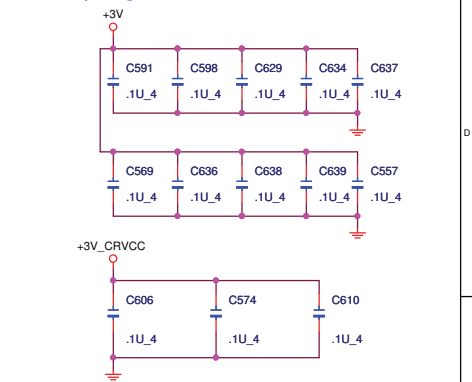 +3V
C591 C598 C629 C634 C637
.1U_4 .1U_4 .1U_4 .1U_4 .1U_4
D
C569 C636 C638 C639 C557
.1U_4 .1U_4 .1U_4 .1U_4 .1U_4
+3V_CRVCC
C606 C574 C610
.1U_4 .1U_4 .1U_4